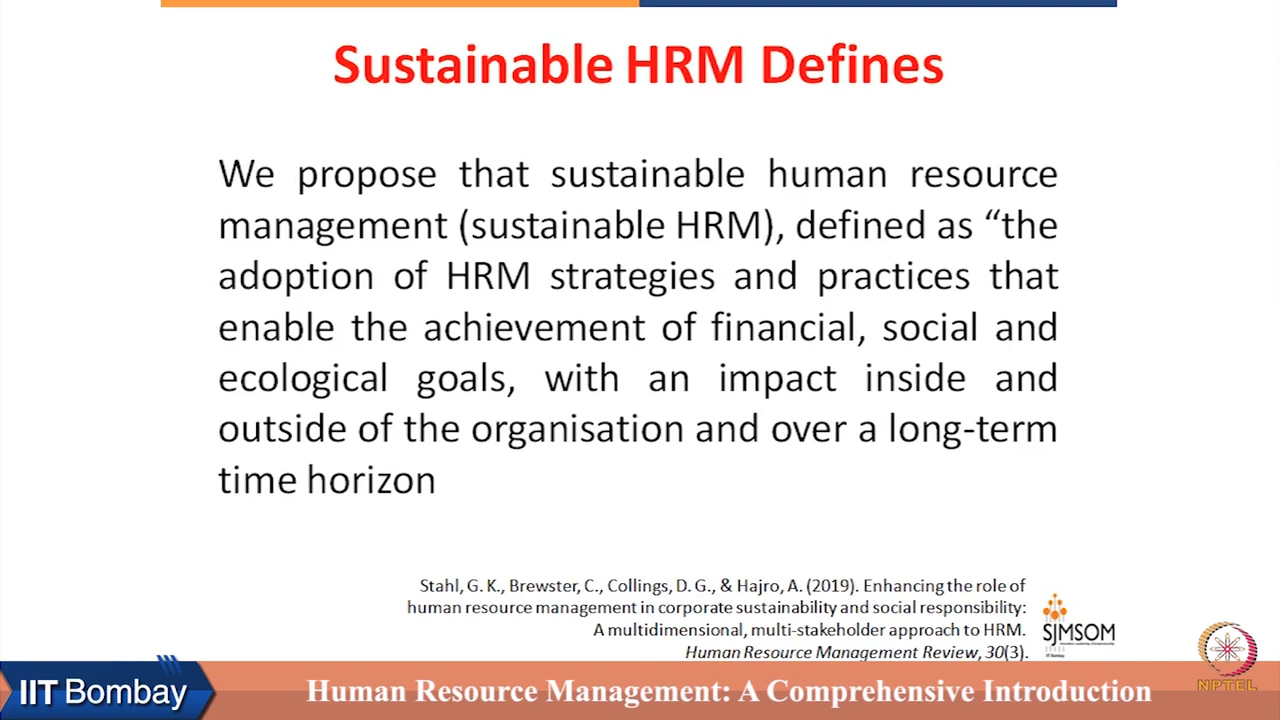 Sustainable HRM Defines
We propose that sustainable human resource
management (sustainable HRM), defined as “the
adoption of HRM strategies and practices that
enable the achievement of financial, social and
ecological goals, with an impact inside and
outside of the organisation and over a long-term
time horizon
Stahl, G. K., Brewster, C., Collings, D. G., & Hajro, A. (2019). Enhancing the role of
human resource management in corporate sustainability and social responsibility:
A multidimensional, multi-stakeholder approach to HRM.
Human Resource Management Review, 30(3).
SJMSOM
IIT Bombay
NPTEL
IIT Bombay
Human Resource Management: A Comprehensive Introduction